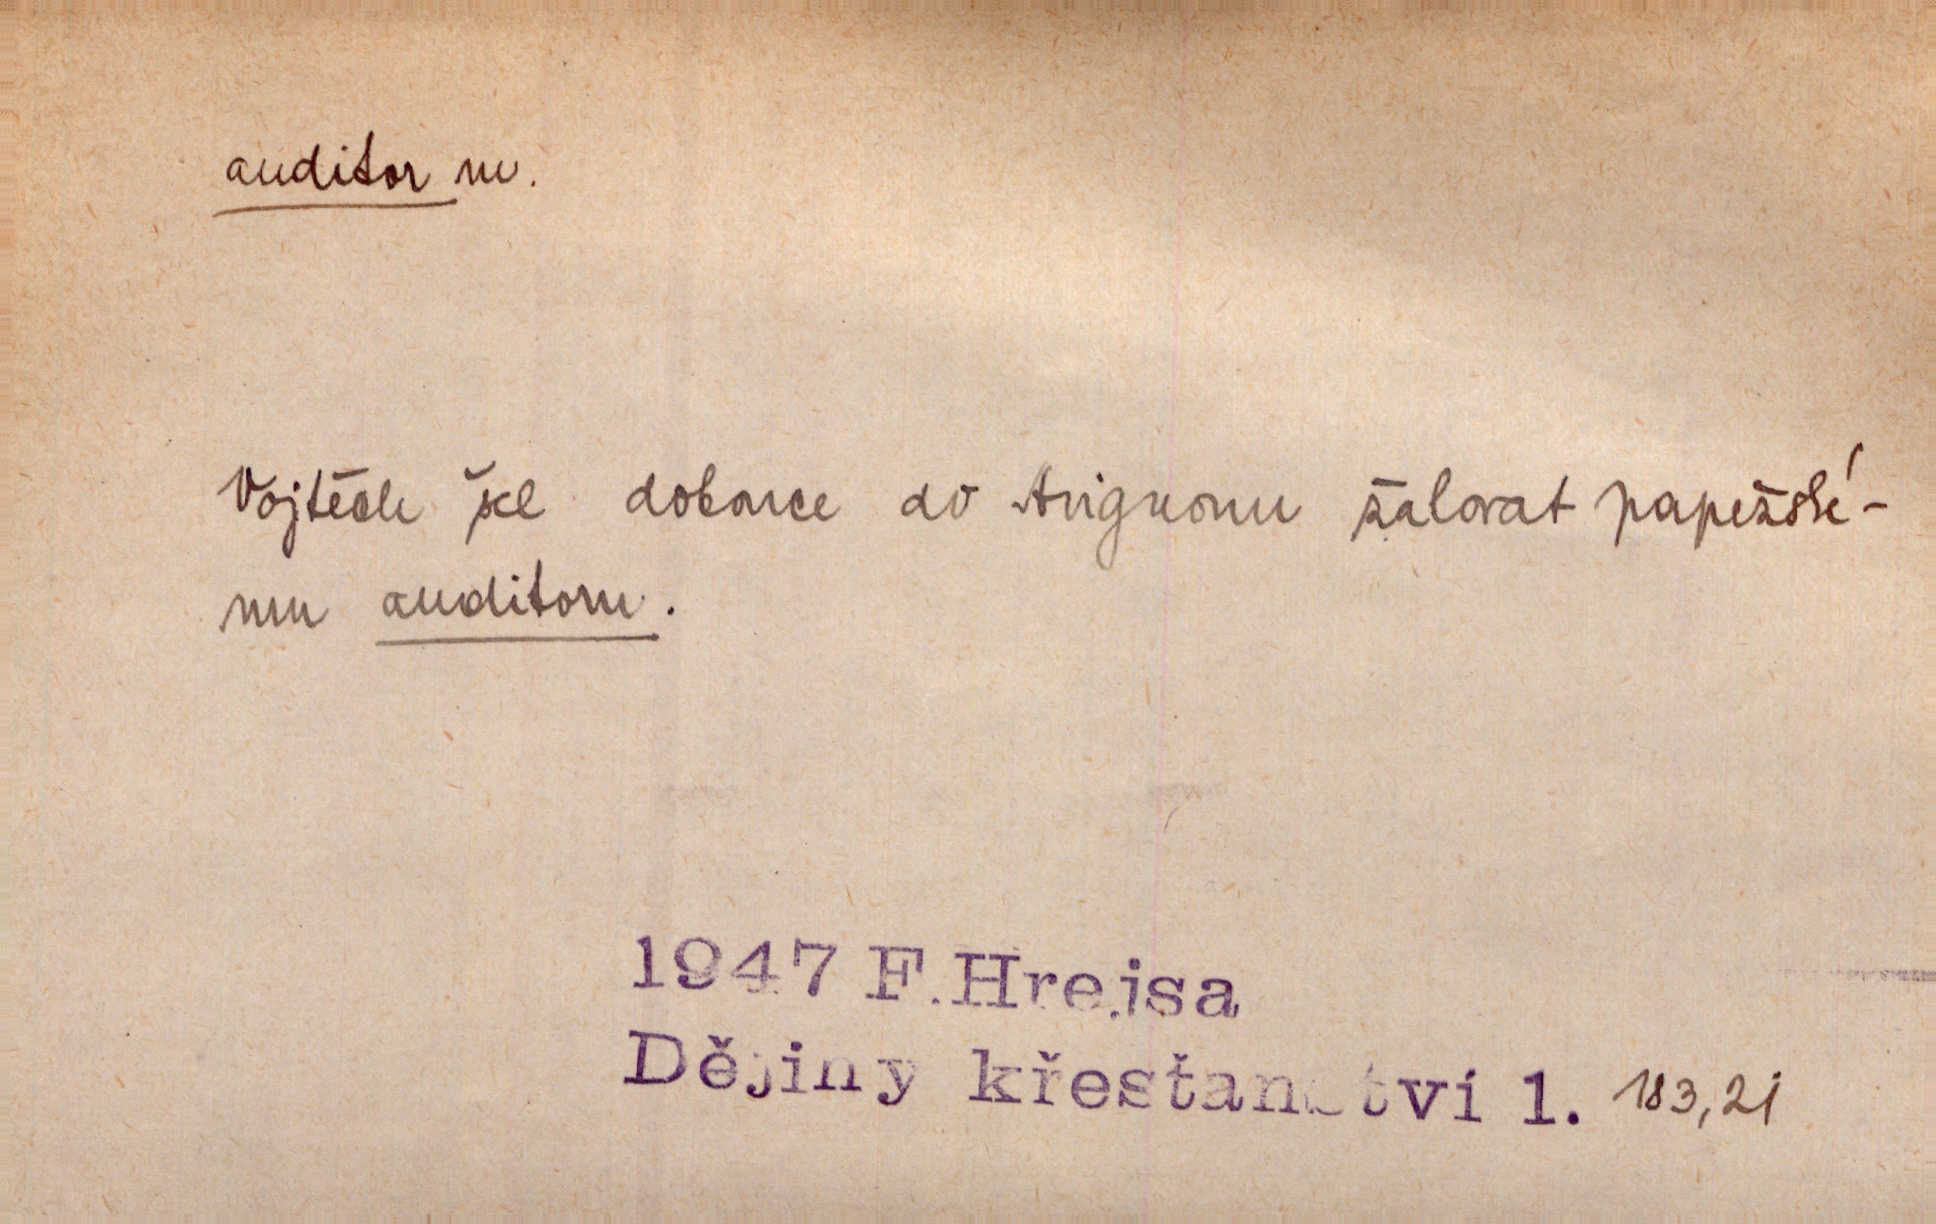 auditor m.
Vojtěch šel dokonce do Avignonu žalovat papežské-
mu auditoru.
1947 F.Hrejsa
Dějiny křesťanství 1. 183,21